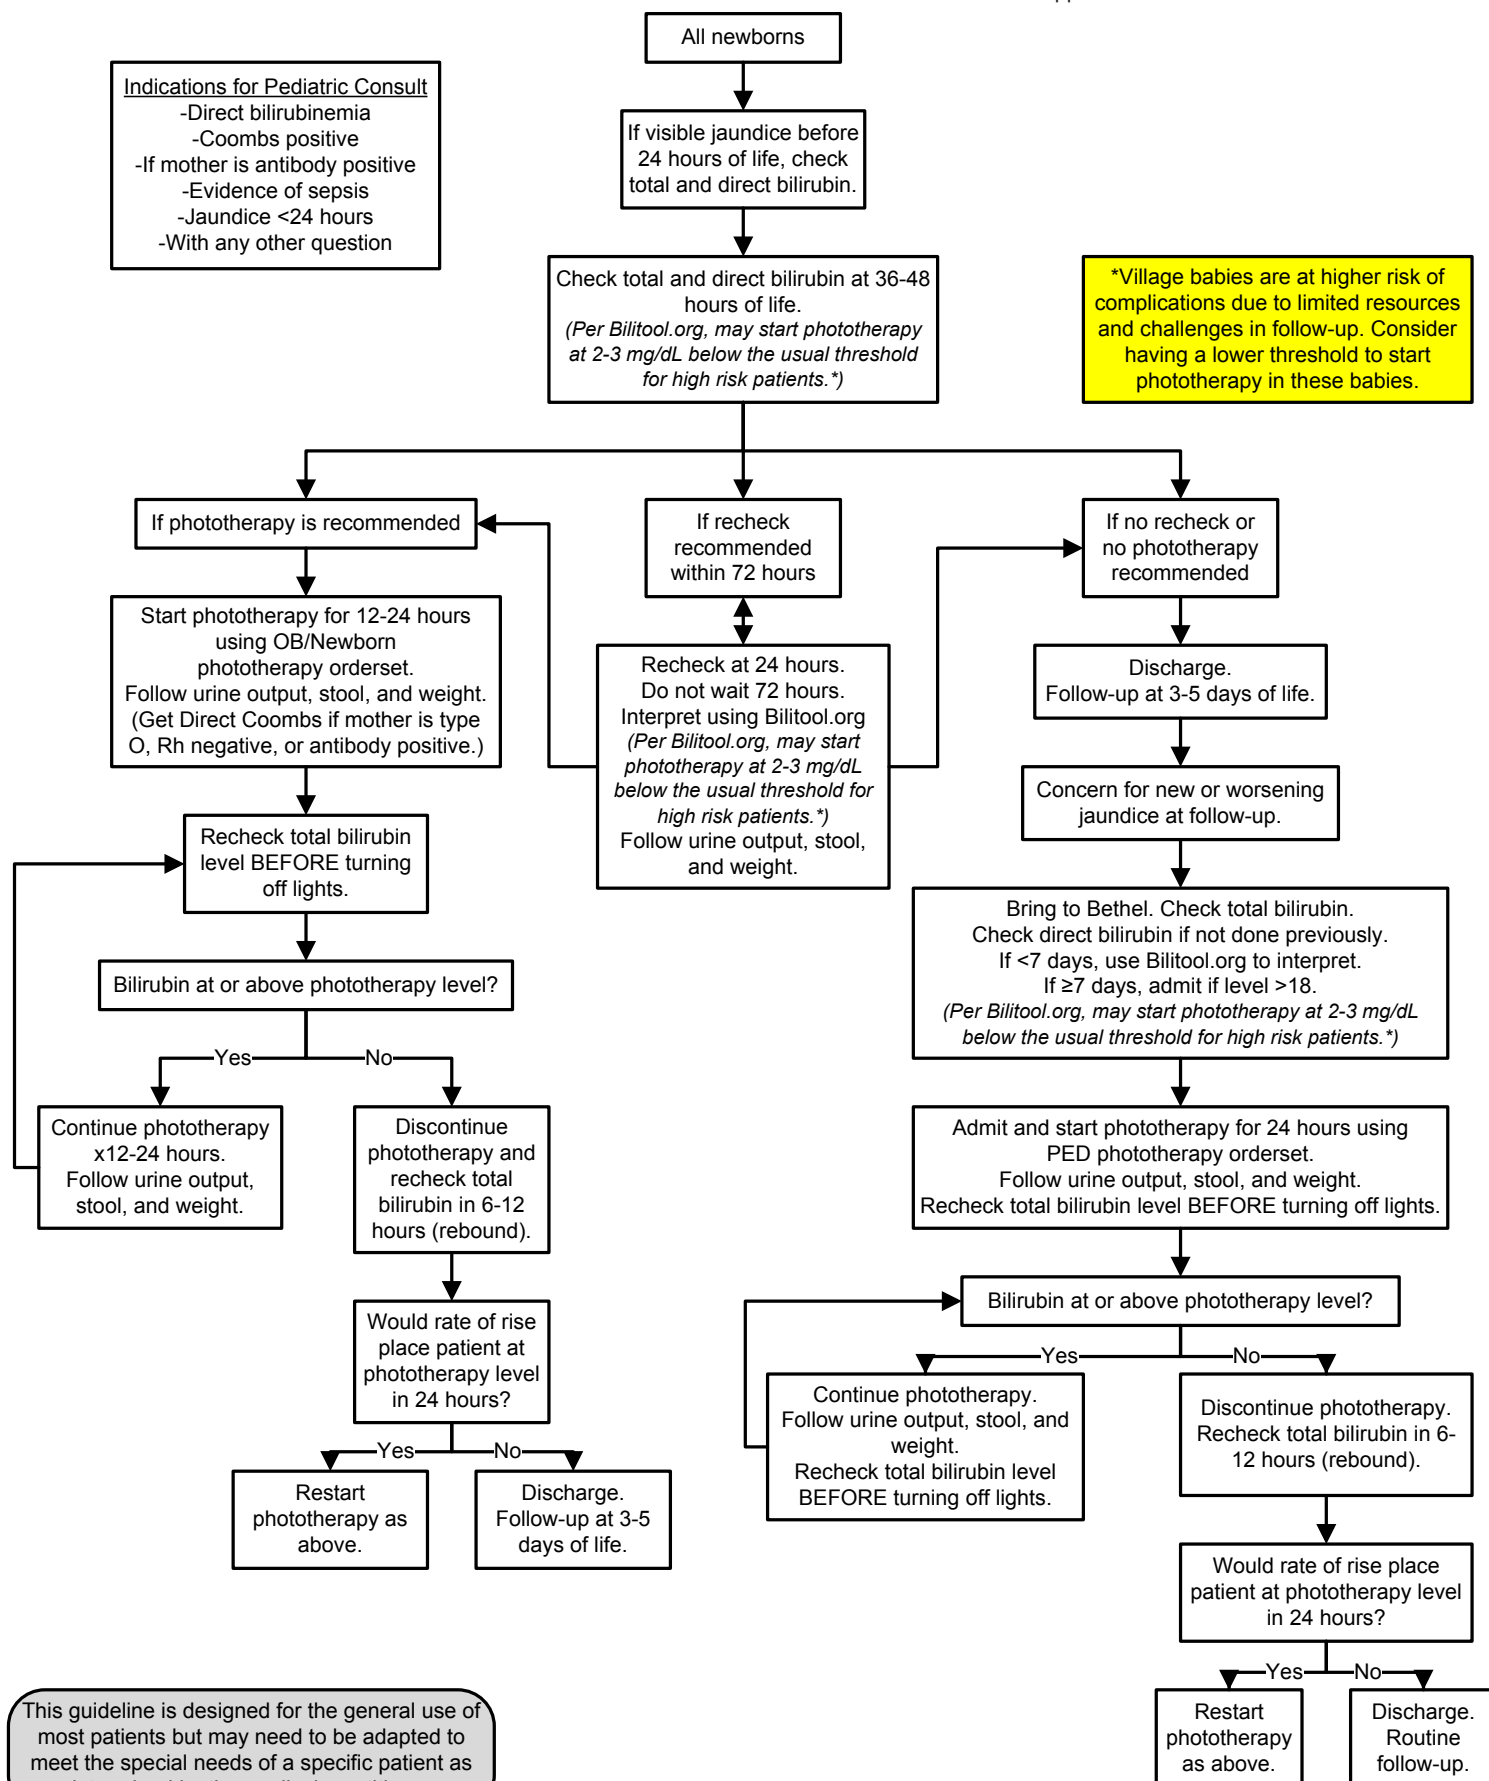 All newborns
Indications for Pediatric Consult
-Direct bilirubinemia
-Coombs positive
-If mother is antibody positive
-Evidence of sepsis
-Jaundice <24 hours
-With any other question
If visible jaundice before
24 hours of life, check
total and direct bilirubin.
Check total and direct bilirubin at 36-48
hours of life.
(Per Bilitool.org, may start phototherapy
at 2-3 mg/dL below the usual threshold
for high risk patients.*)
*Village babies are at higher risk of
complications due to limited resources
and challenges in follow-up. Consider
having a lower threshold to start
phototherapy in these babies.
If phototherapy is recommended
If recheck
recommended
within 72 hours
If no recheck or
no phototherapy
recommended
Start phototherapy for 12-24 hours
using OB/Newborn
phototherapy orderset.
Follow urine output, stool, and weight.
(Get Direct Coombs if mother is type
O, Rh negative, or antibody positive.)
Recheck at 24 hours.
Do not wait 72 hours.
Interpret using Bilitool.org
(Per Bilitool.org, may start
phototherapy at 2-3 mg/dL
below the usual threshold for
high risk patients.*)
Follow urine output, stool,
and weight.
Discharge.
Follow-up at 3-5 days of life.
Concern for new or worsening
jaundice at follow-up.
Recheck total bilirubin
level BEFORE turning
off lights.
Bring to Bethel. Check total bilirubin.
Check direct bilirubin if not done previously.
If <7 days, use Bilitool.org to interpret.
If ≥7 days, admit if level >18.
(Per Bilitool.org, may start phototherapy at 2-3 mg/dL
below the usual threshold for high risk patients.*)
Bilirubin at or above phototherapy level?
Yes
No
Continue phototherapy
x12-24 hours.
Follow urine output,
stool, and weight.
Discontinue
phototherapy and
recheck total
bilirubin in 6-12
hours (rebound).
Admit and start phototherapy for 24 hours using
PED phototherapy orderset.
Follow urine output, stool, and weight.
Recheck total bilirubin level BEFORE turning off lights.
Would rate of rise
place patient at
phototherapy level
in 24 hours?
Yes
No
Restart
phototherapy as
above.
Discharge.
Follow-up at 3-5
days of life.
Bilirubin at or above phototherapy level?
Yes
No
Continue phototherapy.
Follow urine output, stool, and
weight.
Recheck total bilirubin level
BEFORE turning off lights.
Discontinue phototherapy.
Recheck total bilirubin in 6-
12 hours (rebound).
Would rate of rise place
patient at phototherapy level
in 24 hours?
Yes
No
Restart
phototherapy
as above.
Discharge.
Routine
follow-up.
This guideline is designed for the general use of
most patients but may need to be adapted to
meet the special needs of a specific patient as